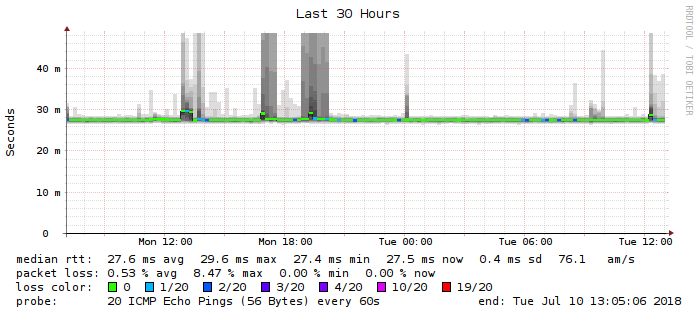 Last 30 Hours
RRDTOOL / TOBI OETIKER
Seconds
40 m
30 m
20 m
10 m
0
Mon 12:00 Mon 18:00 Tue 00:00 Tue 06:00 Tue 12:00
median rtt: 27.6 ms avg 29.6 ms max 27.4 ms min 27.5 ms now 0.4 ms sd 76.1 am/s
packet loss: 0.53 % avg 8.47 % max 0.00 % min 0.00 % now
loss color: 0 1/20 2/20 3/20 4/20 10/20 19/20
probe: 20 ICMP Echo Pings (56 Bytes) every 60s end: Tue Jul 10 13:05:06 2018